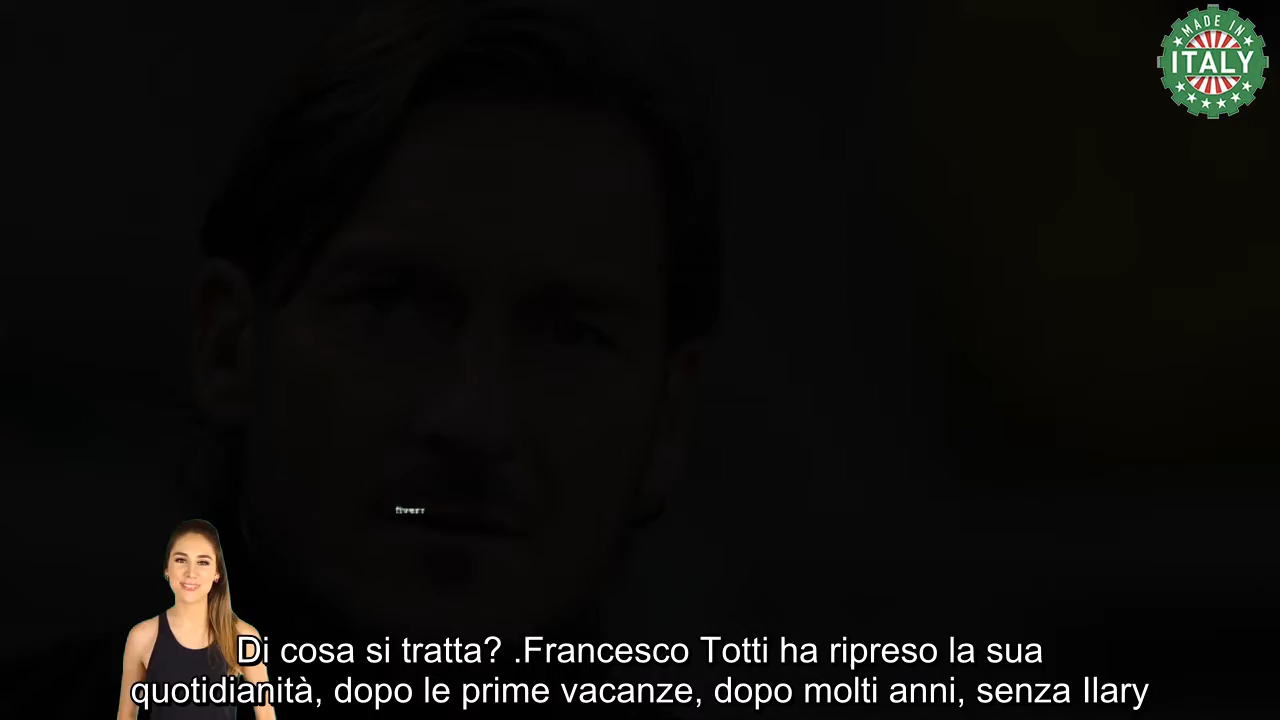 MADE IN
ITALY
fiverr
Di cosa si tratta? .Francesco Totti ha ripreso la sua
quotidianità, dopo le prime vacanze, dopo molti anni, senza Ilary